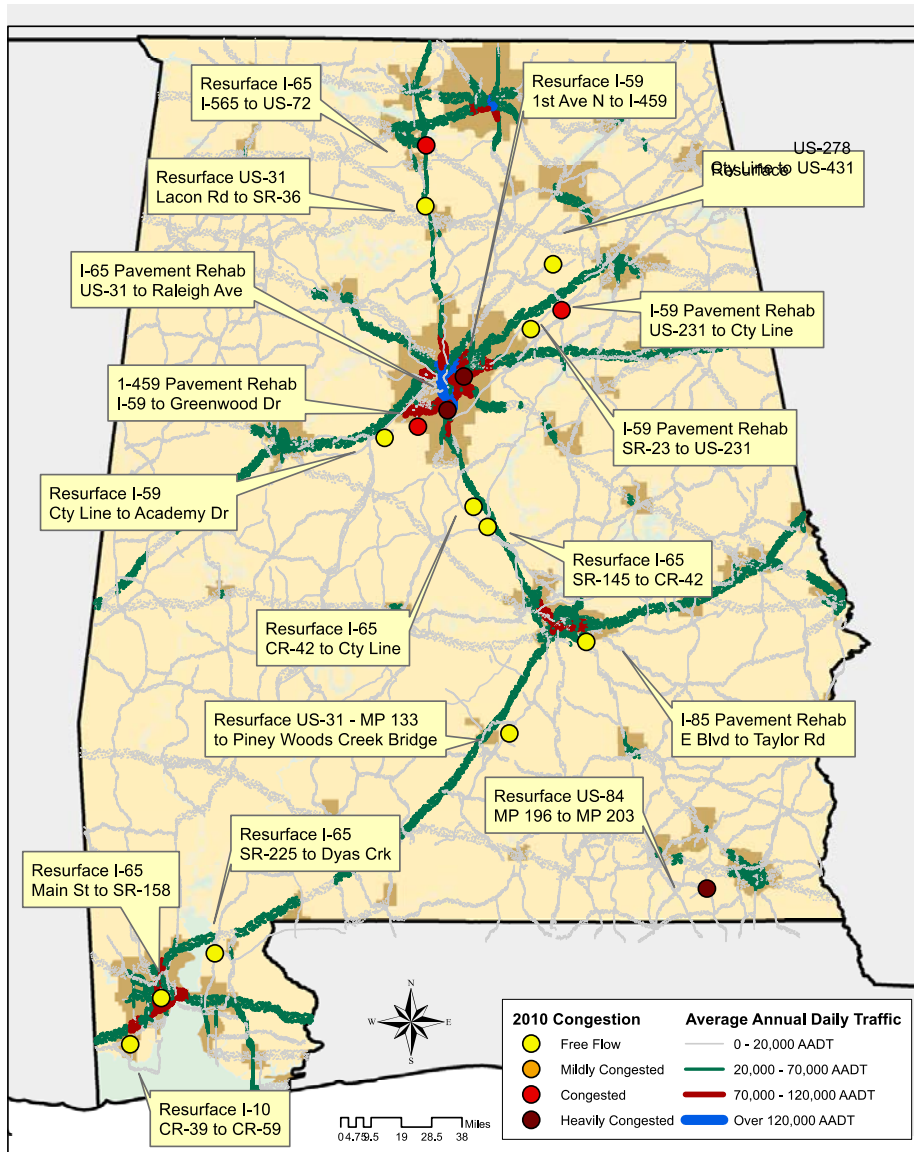 Resurface I-65
I-565 to US-72
Resurface I-59
1st Ave N to I-459
US-278
Resurface
Cty Line to US-431
Resurface US-31
Lacon Rd to SR-36
I-65 Pavement Rehab
US-31 to Raleigh Ave
I-59 Pavement Rehab
US-231 to Cty Line
1-459 Pavement Rehab
I-59 to Greenwood Dr
I-59 Pavement Rehab
SR-23 to US-231
Resurface I-59
Cty Line to Academy Dr
Resurface I-65
SR-145 to CR-42
Resurface I-65
CR-42 to Cty Line
Resurface US-31 - MP 133
to Piney Woods Creek Bridge
I-85 Pavement Rehab
E Blvd to Taylor Rd
Resurface US-84
MP 196 to MP 203
Resurface I-65
SR-225 to Dyas Crk
Resurface I-65
Main St to SR-158
Resurface I-10
CR-39 to CR-59
N
W E
S
Miles
0 4.75 9.5 19 28.5 38
2010 Congestion
Free Flow
Mildly Congested
Congested
Heavily Congested
Average Annual Daily Traffic
0 - 20,000 AADT
20,000 - 70,000 AADT
70,000 - 120,000 AADT
Over 120,000 AADT